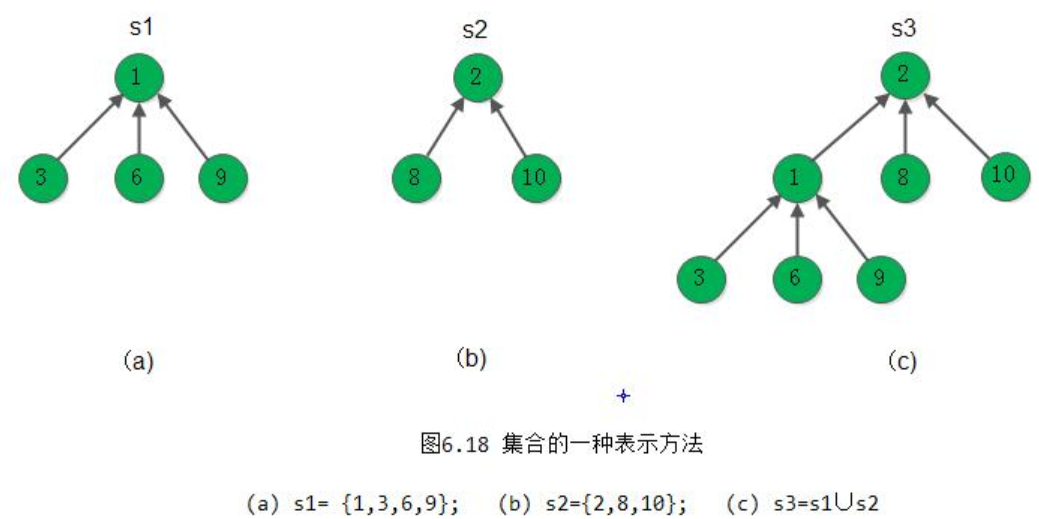 s1 s2 s3
1 2 2
3 6 9 8 10 1 8 10
3 6 9
(a) (b) (c)
图6.18 集合的一种表示方法
(a) s1= {1,3,6,9}; (b) s2={2,8,10}; (c) s3=s1∪s2